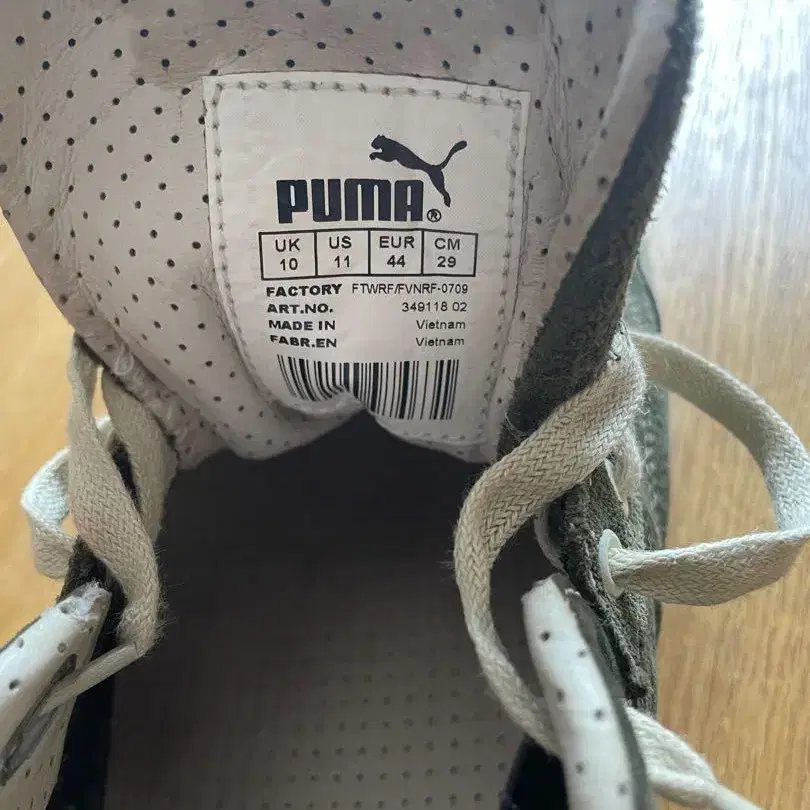 PUMA®
UK US EUR CM
10 11 44 29
FACTORY FTWRF/FVNRF-0709
ART.NO. 349118 02
MADE IN Vietnam
FABR.EN Vietnam